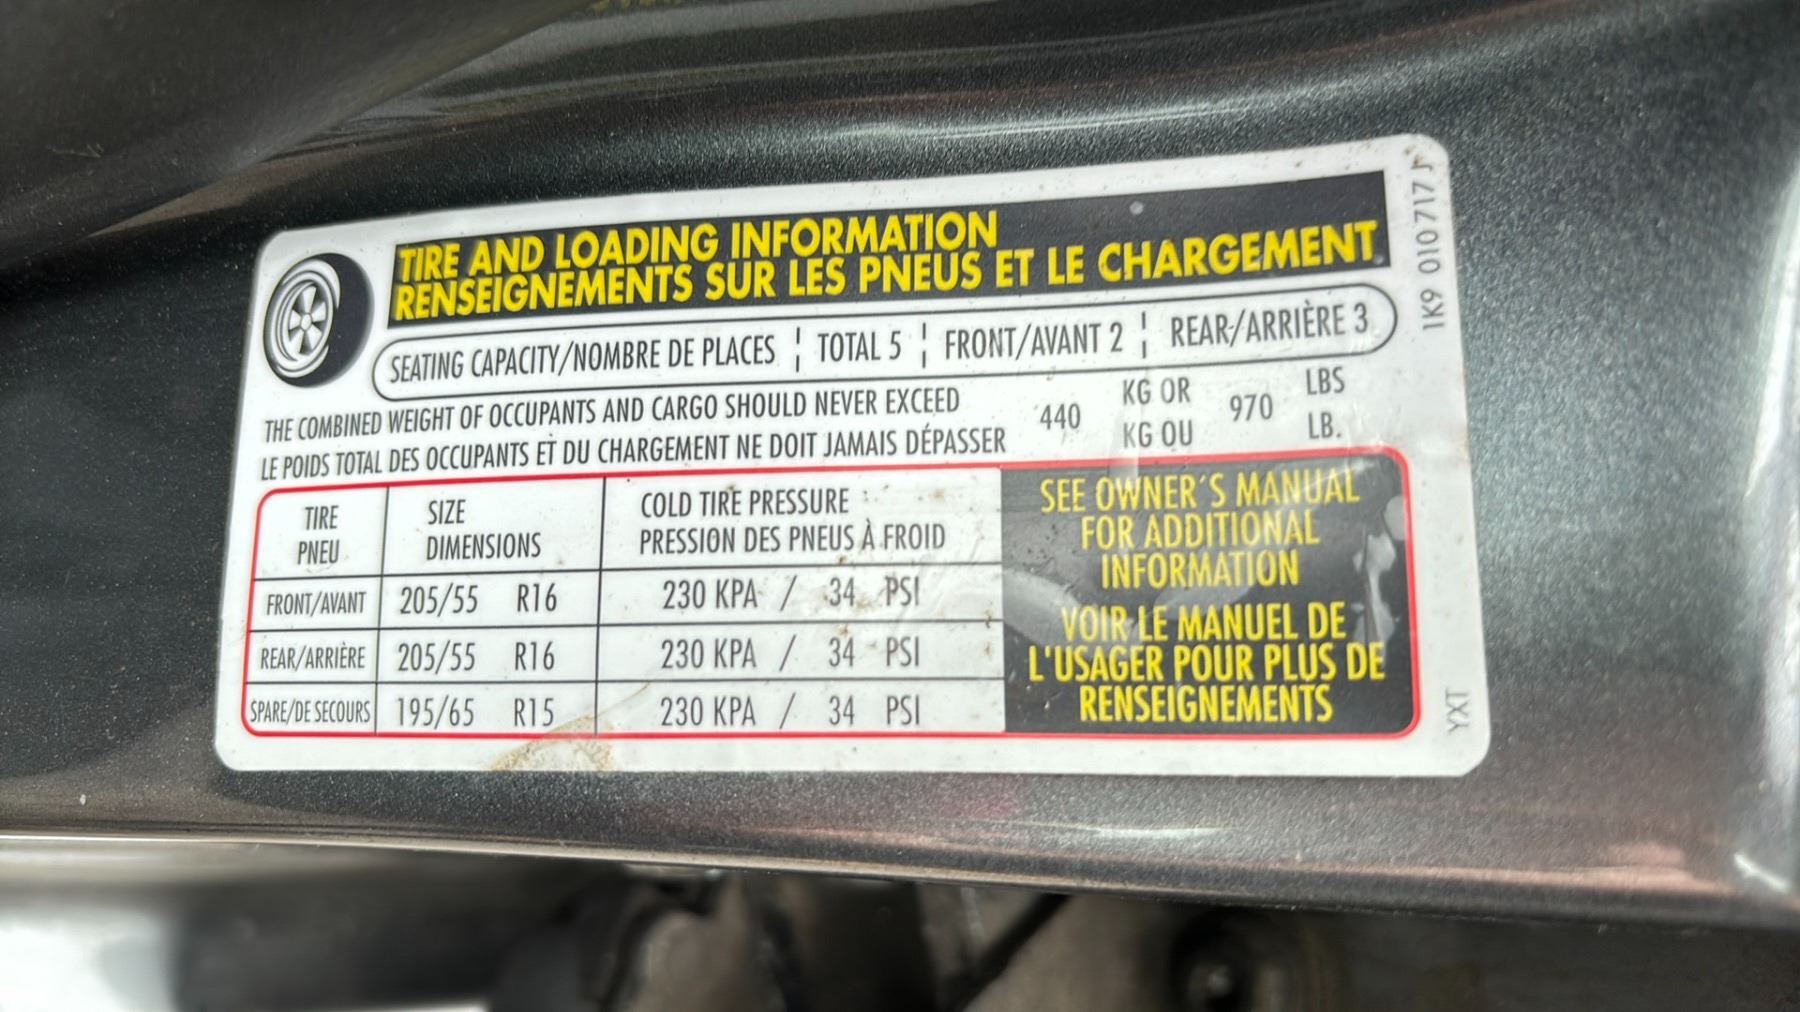 TIRE AND LOADING INFORMATION
RENSEIGNEMENTS SUR LES PNEUS ET LE CHARGEMENT
SEATING CAPACITY/NOMBRE DE PLACES ¦ TOTAL 5 ¦ FRONT/AVANT 2 ¦ REAR/ARRIÈRE 3
THE COMBINED WEIGHT OF OCCUPANTS AND CARGO SHOULD NEVER EXCEED 440 KG OR 970 LBS
LE POIDS TOTAL DES OCCUPANTS ET DU CHARGEMENT NE DOIT JAMAIS DÉPASSER KG OU LB.
TIRE SIZE COLD TIRE PRESSURE
PNEU DIMENSIONS PRESSION DES PNEUS À FROID
FRONT/AVANT 205/55 R16 230 KPA / 34 PSI
REAR/ARRIÈRE 205/55 R16 230 KPA / 34 PSI
SPARE/DE SECOURS 195/65 R15 230 KPA / 34 PSI
SEE OWNER´S MANUAL
FOR ADDITIONAL
INFORMATION
VOIR LE MANUEL DE
L'USAGER POUR PLUS DE
RENSEIGNEMENTS
1K9 010 717 J
YXT